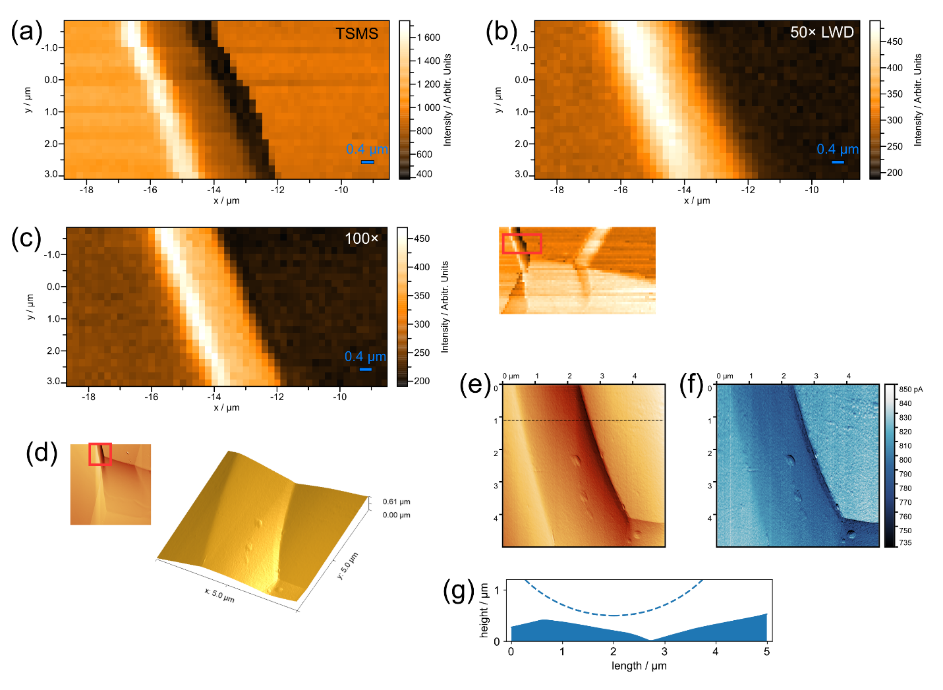 (a)
TSMS
-1.0
0.0
1.0
2.0
3.0
y / µm
-18
-16
-14
-12
-10
x / µm
0.4 µm
1 600
1 400
1 200
1 000
800
600
400
Intensity / Arbitr. Units
(b)
50× LWD
-1.0
0.0
1.0
2.0
3.0
y / µm
-18
-16
-14
-12
-10
x / µm
0.4 µm
450
400
350
300
250
200
Intensity / Arbitr. Units
(c)
100×
-1.0
0.0
1.0
2.0
3.0
y / µm
-18
-16
-14
-12
-10
x / µm
0.4 µm
450
400
350
300
250
200
Intensity / Arbitr. Units
(d)
0.61 µm
0.00 µm
x: 5.0 µm
y: 5.0 µm
(e)
0 µm 1 2 3 4
0
1
2
3
4
(f)
0 µm 1 2 3 4
0
1
2
3
4
850 pA
840
830
820
810
800
790
780
770
760
750
735
(g)
height / µm
1
0
0 1 2 3 4 5
length / µm